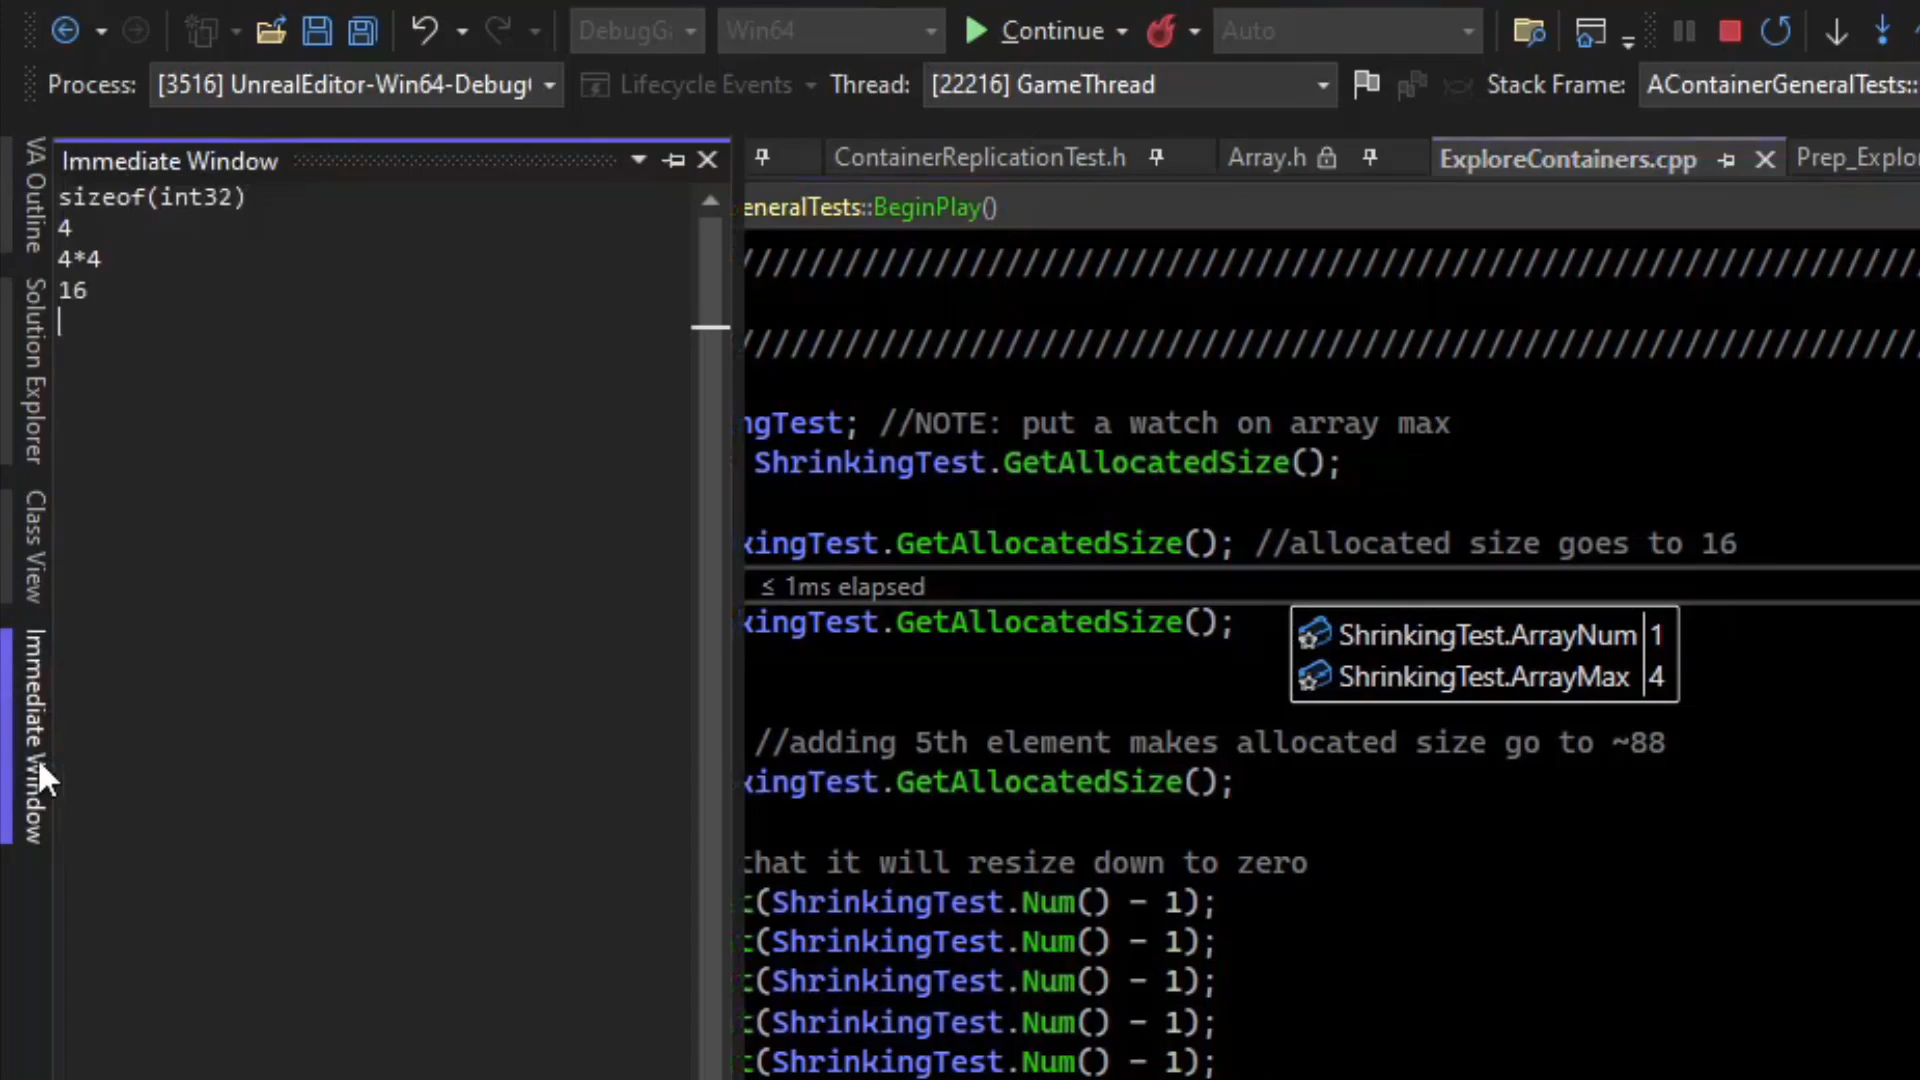 DebugG
Win64
Continue
Auto
Process:
[3516] UnrealEditor-Win64-Debug
Lifecycle Events
Thread:
[22216] GameThread
Stack Frame:
AContainerGeneralTests::
VA Outline
Solution Explorer
Class View
Immediate Window
Immediate Window
sizeof(int32)
4
4*4
16
ContainerReplicationTest.h
Array.h
ExploreContainers.cpp
Prep_Explo
eneralTests::BeginPlay()
//////////////////////////////////////////////////////////////////
//////////////////////////////////////////////////////////////////
ngTest; //NOTE: put a watch on array max
ShrinkingTest.GetAllocatedSize();
kingTest.GetAllocatedSize(); //allocated size goes to 16
≤ 1ms elapsed
kingTest.GetAllocatedSize();
ShrinkingTest.ArrayNum 1
ShrinkingTest.ArrayMax 4
//adding 5th element makes allocated size go to ~88
kingTest.GetAllocatedSize();
that it will resize down to zero
t(ShrinkingTest.Num() - 1);
t(ShrinkingTest.Num() - 1);
t(ShrinkingTest.Num() - 1);
t(ShrinkingTest.Num() - 1);
t(ShrinkingTest.Num() - 1);